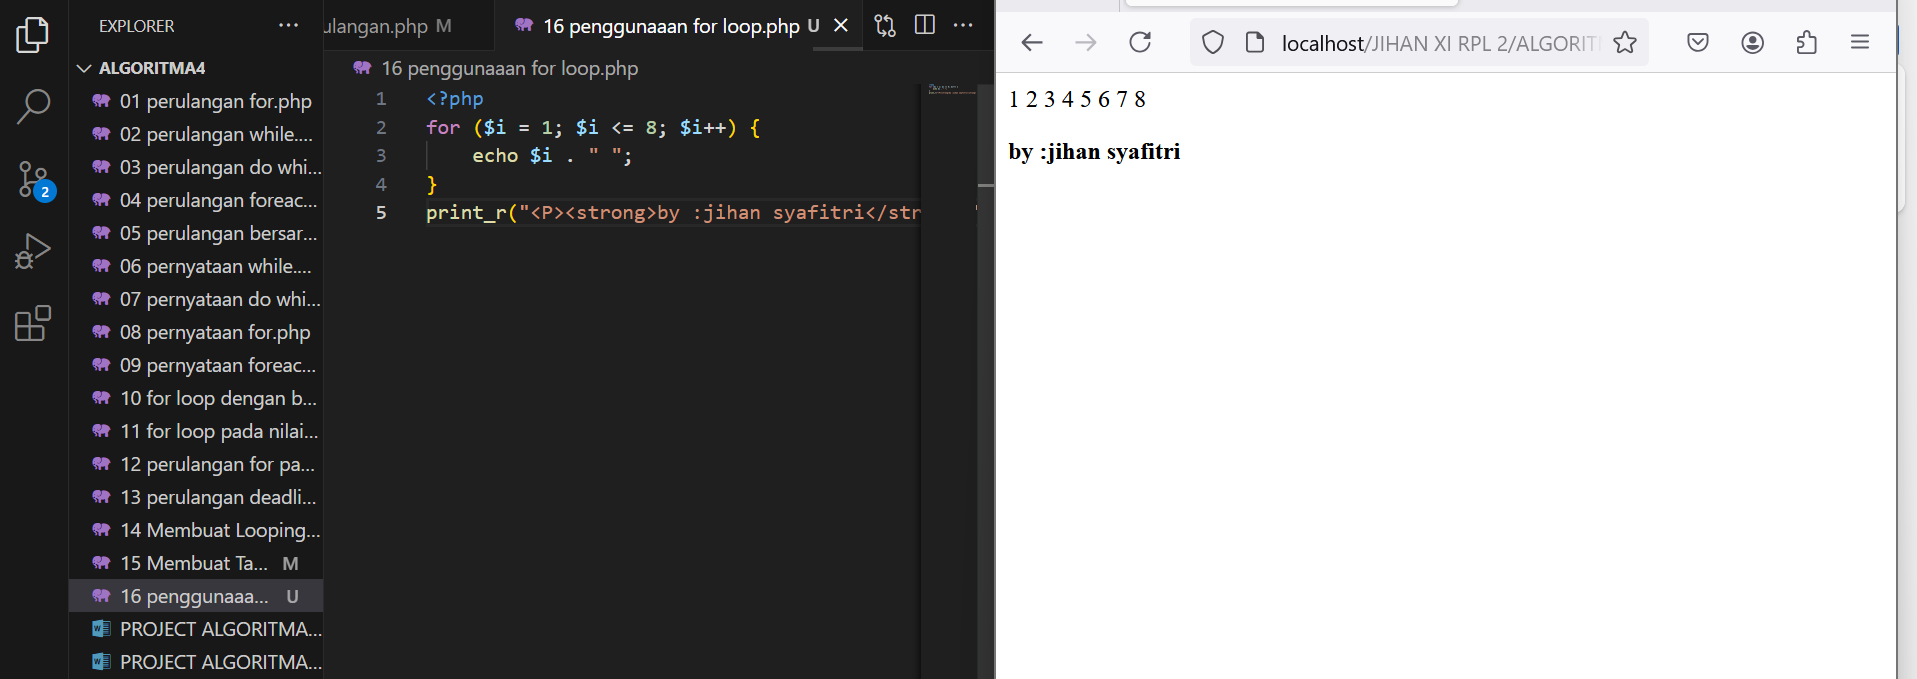 EXPLORER
ALGORITMA4
01 perulangan for.php
02 perulangan while....
03 perulangan do whi...
04 perulangan foreac...
05 perulangan bersar...
06 pernyataan while....
07 pernyataan do whi...
08 pernyataan for.php
09 pernyataan foreac...
10 for loop dengan b...
11 for loop pada nilai...
12 perulangan for pa...
13 perulangan deadli...
14 Membuat Looping...
15 Membuat Ta... M
16 penggunaaa... U
PROJECT ALGORITMA...
PROJECT ALGORITMA...
2
ulangan.php M
16 penggunaaan for loop.php U
16 penggunaaan for loop.php
1 <?php
2 for ($i = 1; $i <= 8; $i++) {
3 echo $i . " ";
4 }
5 print_r("<P><strong>by :jihan syafitri</str
localhost/JIHAN XI RPL 2/ALGORIT
1 2 3 4 5 6 7 8
by :jihan syafitri